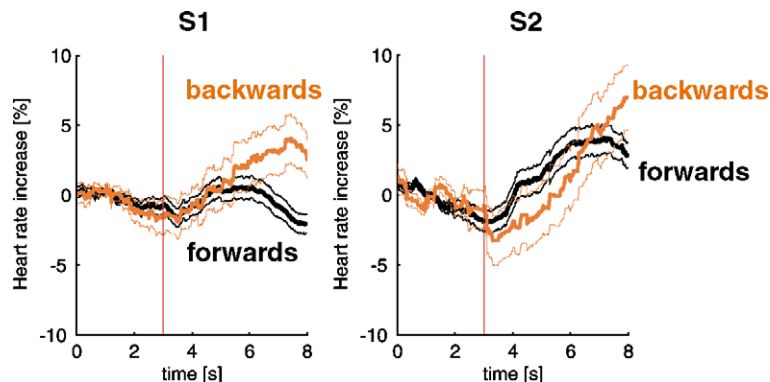 S1
Heart rate increase [%]
10
5
0
-5
-10
0
2
4
6
8
time [s]
backwards
forwards
S2
Heart rate increase [%]
10
5
0
-5
-10
0
2
4
6
8
time [s]
backwards
forwards